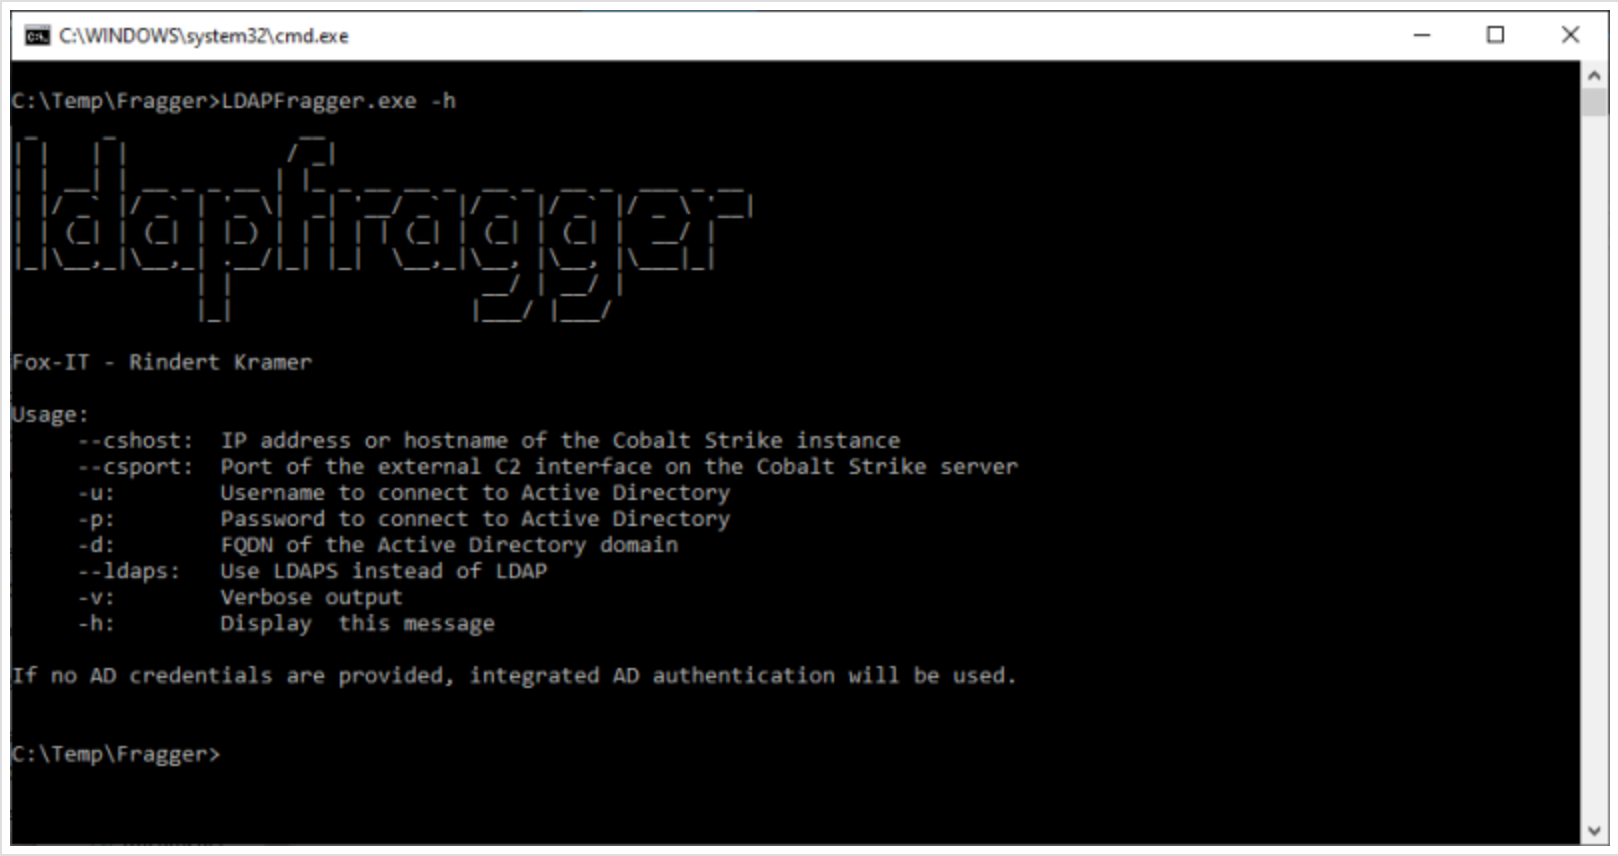 C:\WINDOWS\system32\cmd.exe
C:\Temp\Fragger>LDAPFragger.exe -h
ldapfragger
Fox-IT - Rindert Kramer
Usage:
--cshost: IP address or hostname of the Cobalt Strike instance
--csport: Port of the external C2 interface on the Cobalt Strike server
-u: Username to connect to Active Directory
-p: Password to connect to Active Directory
-d: FQDN of the Active Directory domain
--ldaps: Use LDAPS instead of LDAP
-v: Verbose output
-h: Display  this message
If no AD credentials are provided, integrated AD authentication will be used.
C:\Temp\Fragger>